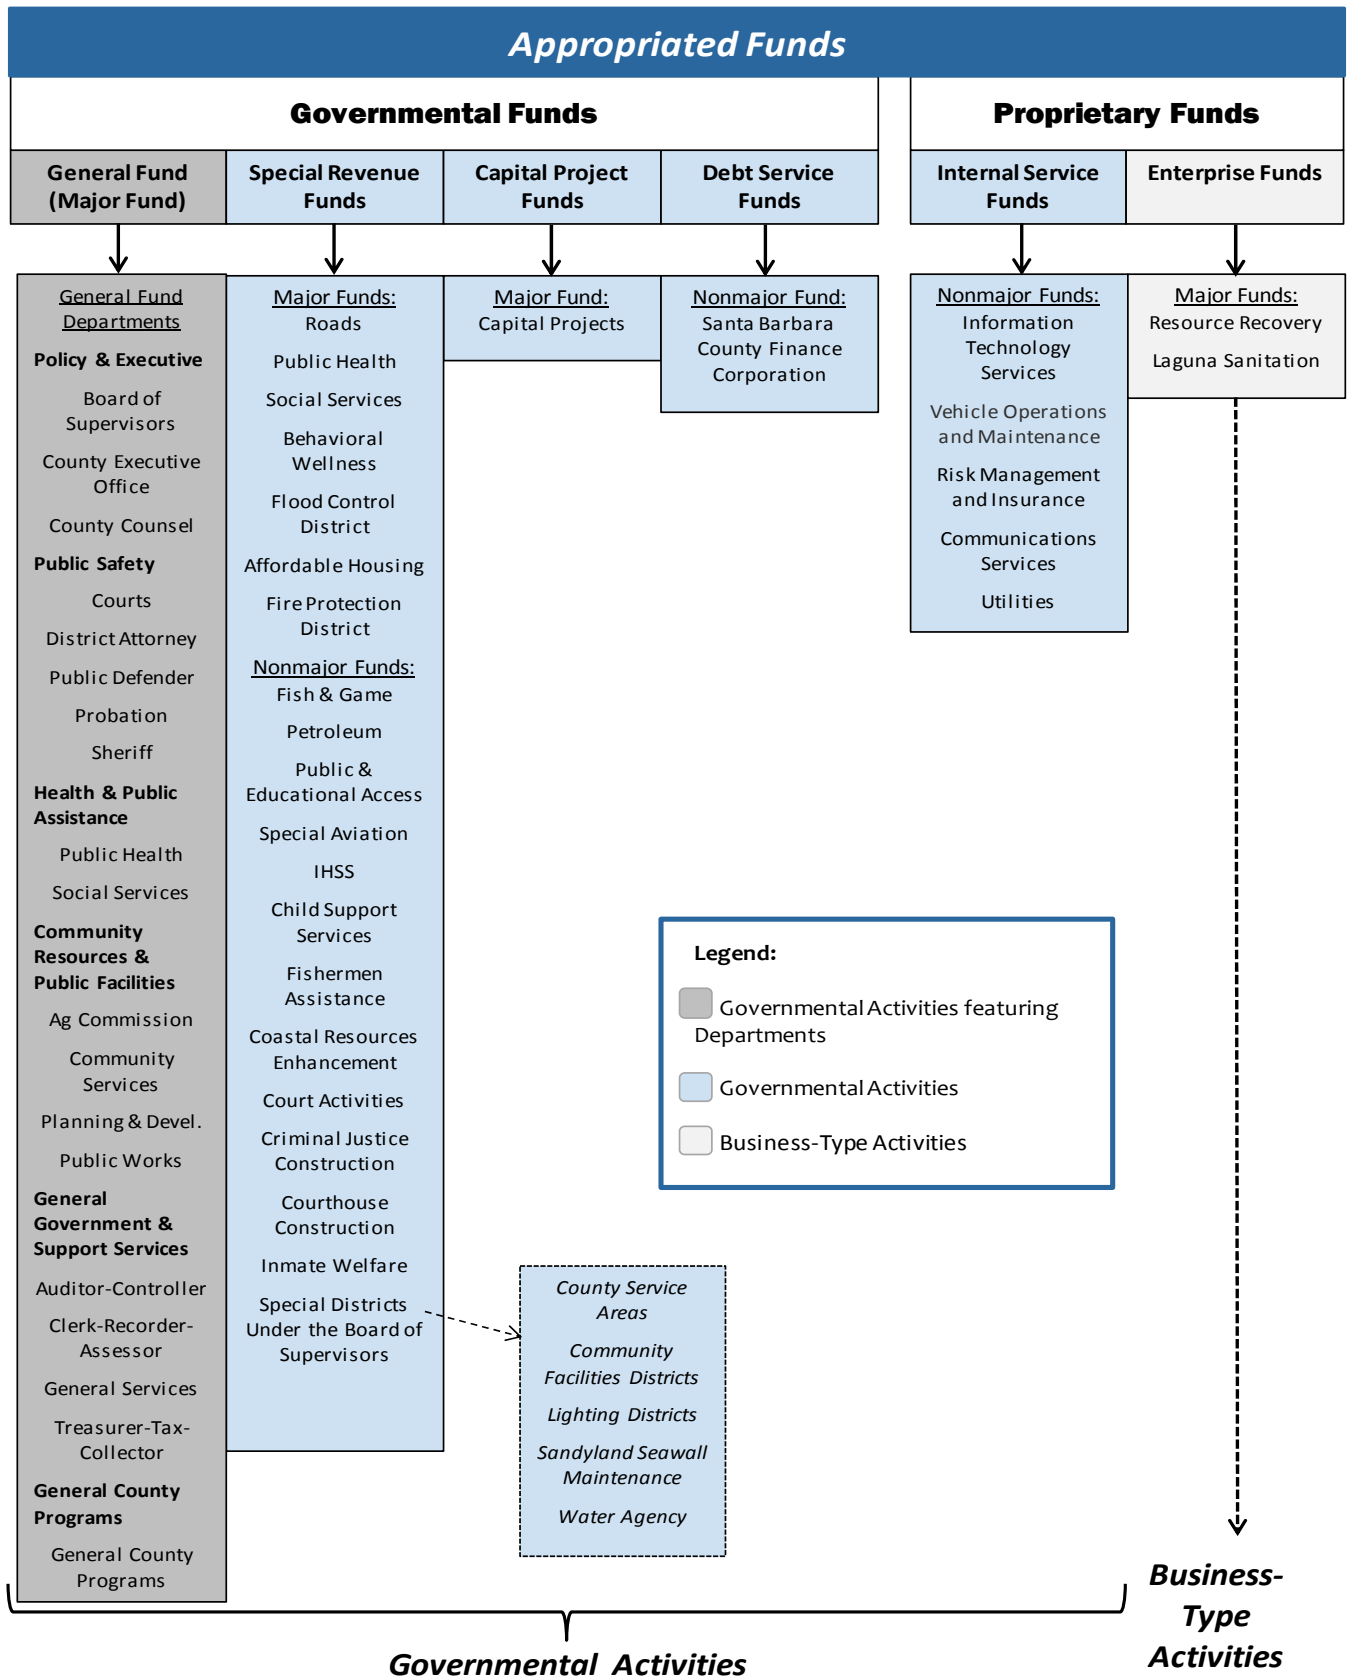 Appropriated Funds
Governmental Funds
Proprietary Funds
General Fund
(Major Fund)
Special Revenue
Funds
Capital Project
Funds
Debt Service
Funds
Internal Service
Funds
Enterprise Funds
General Fund
Departments
Policy & Executive
Board of
Supervisors
County Executive
Office
County Counsel
Public Safety
Courts
District Attorney
Public Defender
Probation
Sheriff
Health & Public
Assistance
Public Health
Social Services
Community
Resources &
Public Facilities
Ag Commission
Community
Services
Planning & Devel.
Public Works
General
Government &
Support Services
Auditor-Controller
Clerk-Recorder-
Assessor
General Services
Treasurer-Tax-
Collector
General County
Programs
General County
Programs
Major Funds:
Roads
Public Health
Social Services
Behavioral
Wellness
Flood Control
District
Affordable Housing
Fire Protection
District
Nonmajor Funds:
Fish & Game
Petroleum
Public &
Educational Access
Special Aviation
IHSS
Child Support
Services
Fishermen
Assistance
Coastal Resources
Enhancement
Court Activities
Criminal Justice
Construction
Courthouse
Construction
Inmate Welfare
Special Districts
Under the Board of
Supervisors
Major Fund:
Capital Projects
Nonmajor Fund:
Santa Barbara
County Finance
Corporation
Nonmajor Funds:
Information
Technology
Services
Vehicle Operations
and Maintenance
Risk Management
and Insurance
Communications
Services
Utilities
Major Funds:
Resource Recovery
Laguna Sanitation
Legend:
Governmental Activities featuring
Departments
Governmental Activities
Business-Type Activities
County Service
Areas
Community
Facilities Districts
Lighting Districts
Sandyland Seawall
Maintenance
Water Agency
Governmental Activities
Business-
Type
Activities